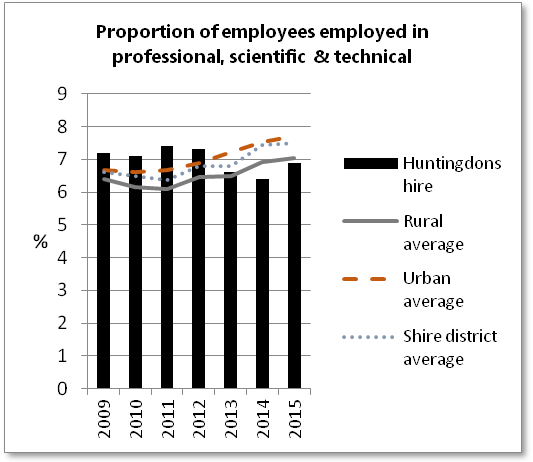 Proportion of employees employed in
professional, scientific & technical
9
8
7
6
5
4
3
2
1
0
%
2009
2010
2011
2012
2013
2014
2015
Huntingdons
hire
Rural
average
Urban
average
Shire district
average